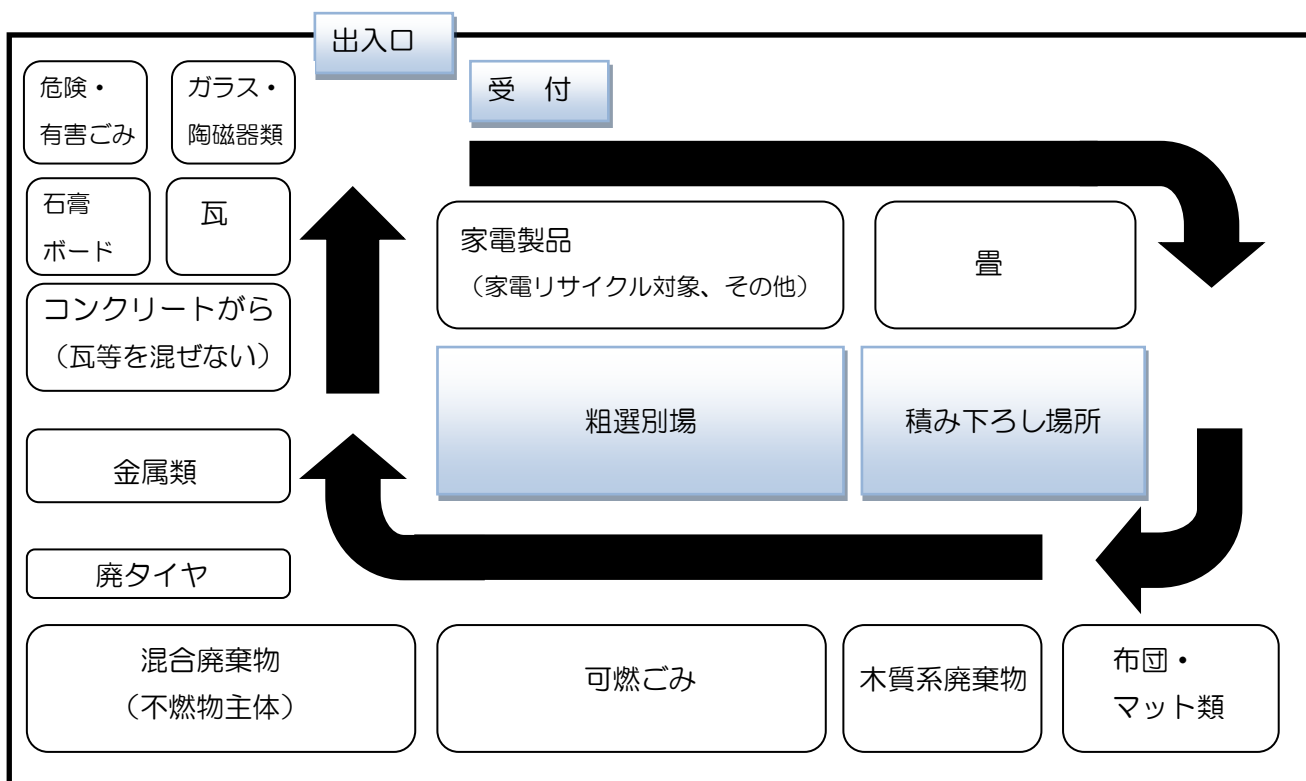 出入口
受　付
危険・
有害ごみ
ガラス・
陶磁器類
石膏
ボード
瓦
家電製品
（家電リサイクル対象、その他）
畳
コンクリートがら
（瓦等を混ぜない）
粗選別場
積み下ろし場所
金属類
廃タイヤ
混合廃棄物
（不燃物主体）
可燃ごみ
木質系廃棄物
布団・
マット類